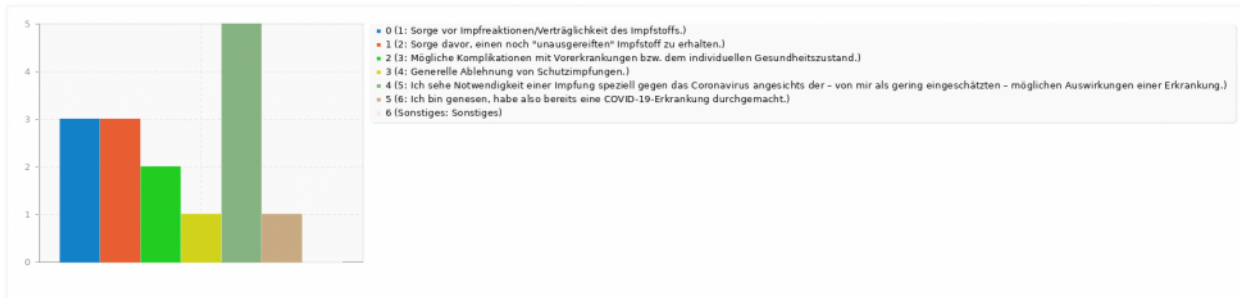 5
4
3
2
1
0
0 (1: Sorge vor Impfreaktionen/Verträglichkeit des Impfstoffs.)
1 (2: Sorge davor, einen noch "unausgereiften" Impfstoff zu erhalten.)
2 (3: Mögliche Komplikationen mit Vorerkrankungen bzw. dem individuellen Gesundheitszustand.)
3 (4: Generelle Ablehnung von Schutzimpfungen.)
4 (5: Ich sehe Notwendigkeit einer Impfung speziell gegen das Coronavirus angesichts der – von mir als gering eingeschätzten – möglichen Auswirkungen einer Erkrankung.)
5 (6: Ich bin genesen, habe also bereits eine COVID-19-Erkrankung durchgemacht.)
6 (Sonstiges: Sonstiges)